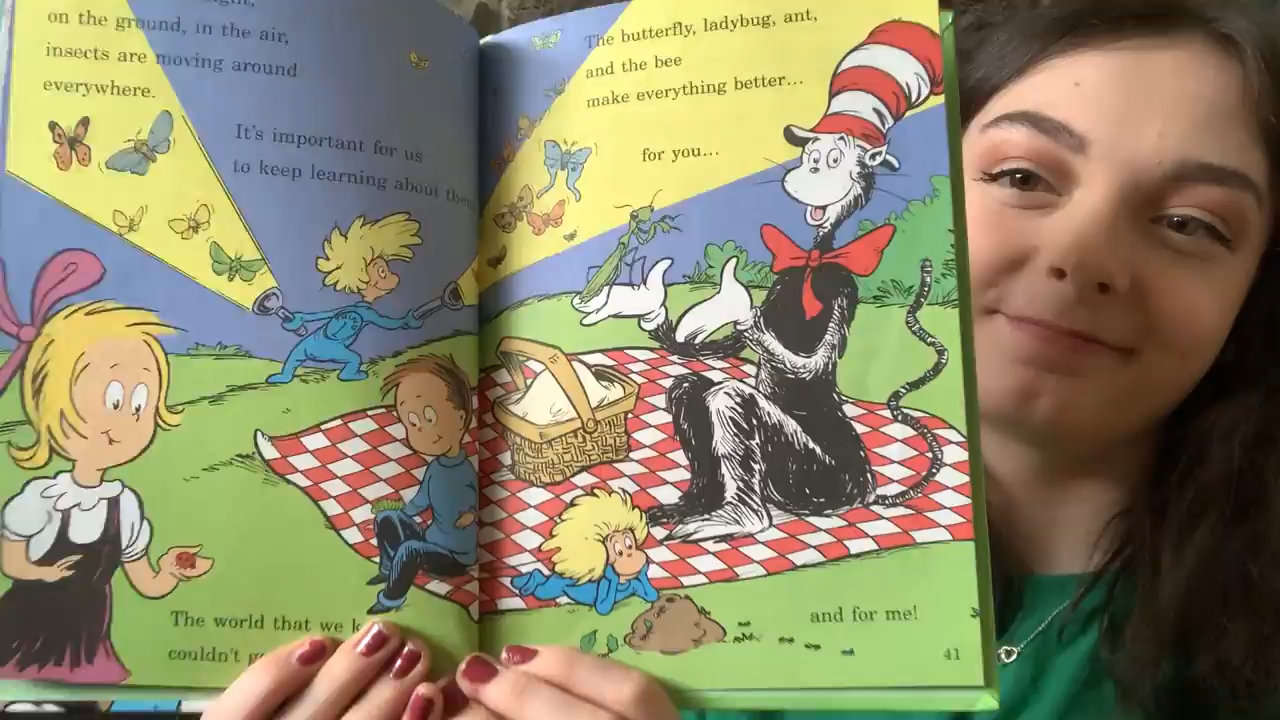 on the ground, in the air,
insects are moving around
everywhere.
It's important for us
to keep learning about
The world that we
couldn't
The butterfly, ladybug, ant,
and the bee
make everything better...
for you...
and for me!
41